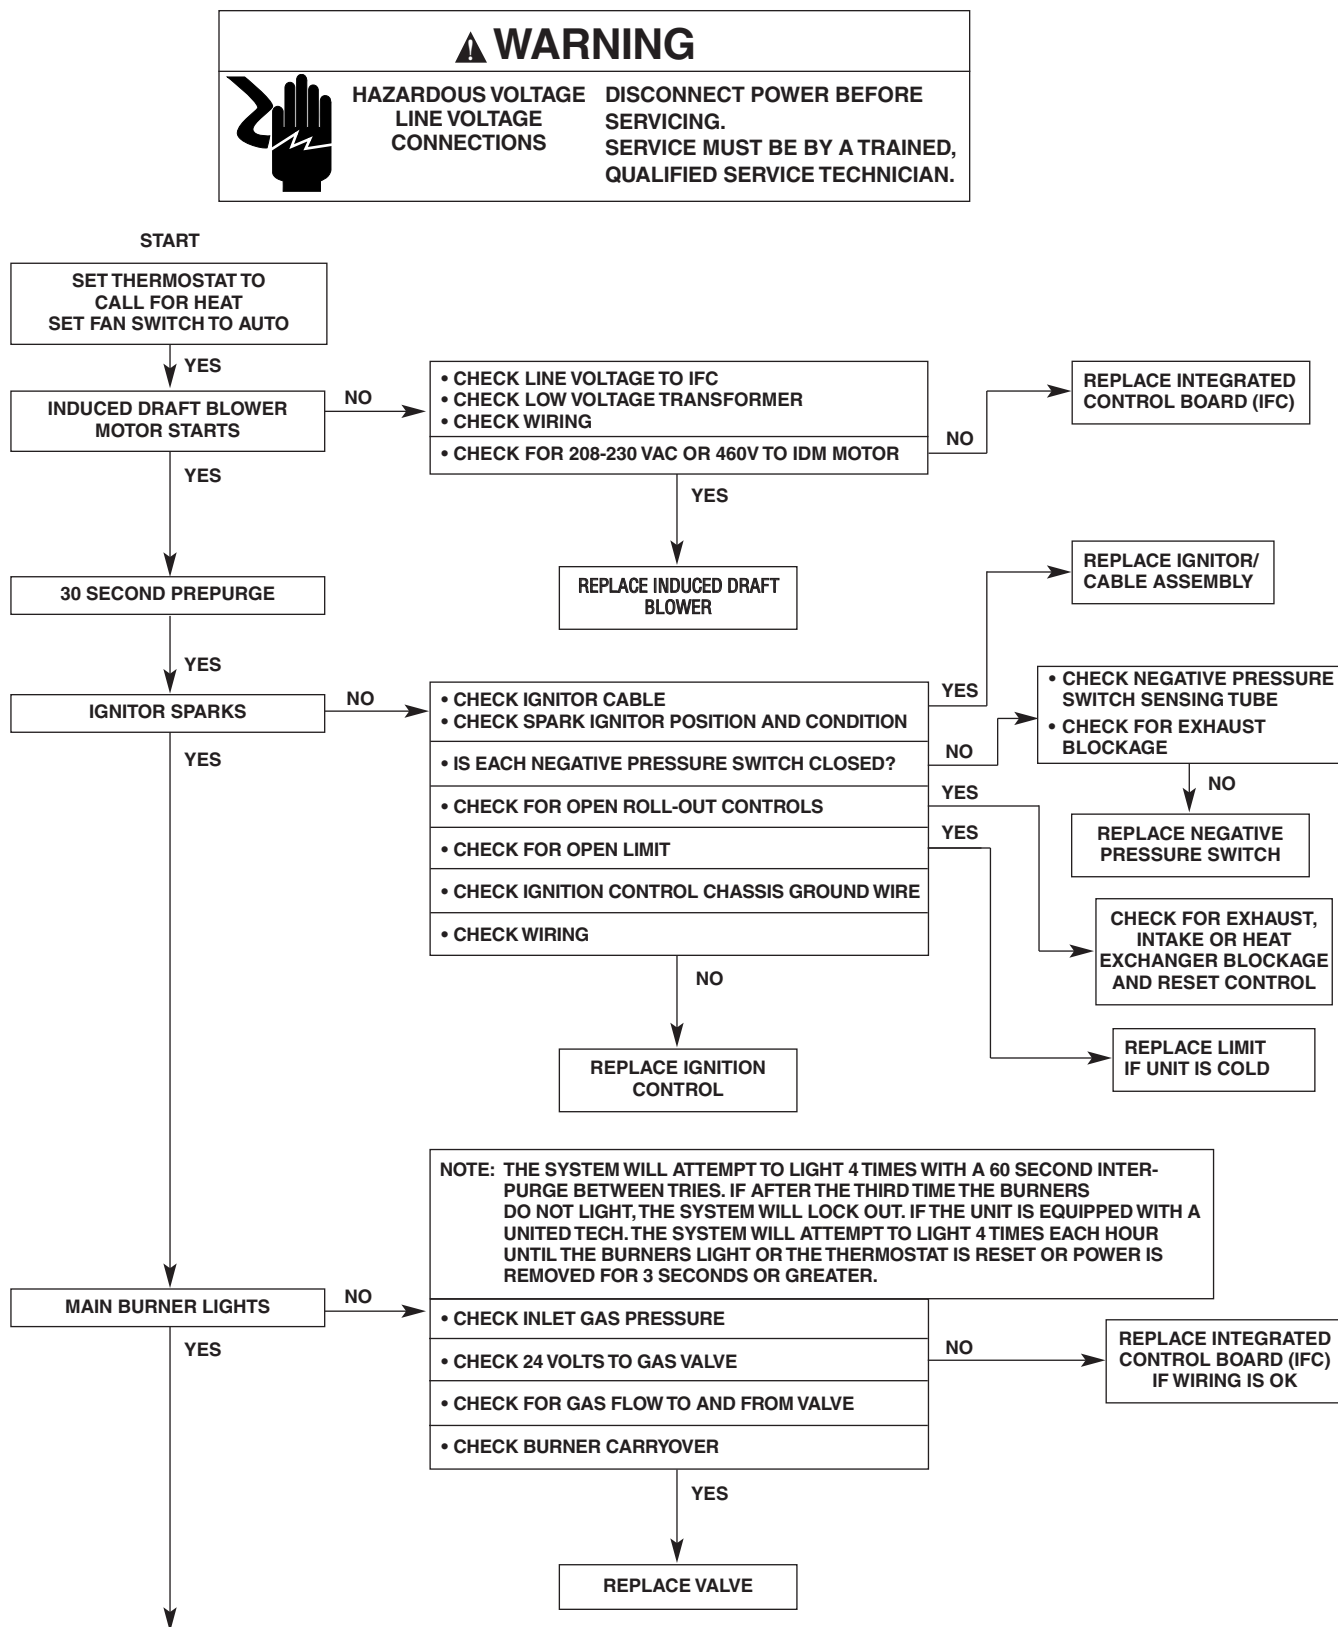 WARNING
HAZARDOUS VOLTAGE
LINE VOLTAGE
CONNECTIONS
DISCONNECT POWER BEFORE
SERVICING.
SERVICE MUST BE BY A TRAINED,
QUALIFIED SERVICE TECHNICIAN.
START
SET THERMOSTAT TO
CALL FOR HEAT
SET FAN SWITCH TO AUTO
YES
INDUCED DRAFT BLOWER
MOTOR STARTS
NO
• CHECK LINE VOLTAGE TO IFC
• CHECK LOW VOLTAGE TRANSFORMER
• CHECK WIRING
• CHECK FOR 208-230 VAC OR 460V TO IDM MOTOR
NO
REPLACE INTEGRATED
CONTROL BOARD (IFC)
YES
REPLACE INDUCED DRAFT
BLOWER
YES
30 SECOND PREPURGE
YES
IGNITOR SPARKS
NO
• CHECK IGNITOR CABLE
• CHECK SPARK IGNITOR POSITION AND CONDITION
YES
REPLACE IGNITOR/
CABLE ASSEMBLY
• IS EACH NEGATIVE PRESSURE SWITCH CLOSED?
NO
• CHECK NEGATIVE PRESSURE
SWITCH SENSING TUBE
• CHECK FOR EXHAUST
BLOCKAGE
NO
REPLACE NEGATIVE
PRESSURE SWITCH
• CHECK FOR OPEN ROLL-OUT CONTROLS
YES
CHECK FOR EXHAUST,
INTAKE OR HEAT
EXCHANGER BLOCKAGE
AND RESET CONTROL
• CHECK FOR OPEN LIMIT
YES
REPLACE LIMIT
IF UNIT IS COLD
• CHECK IGNITION CONTROL CHASSIS GROUND WIRE
• CHECK WIRING
NO
REPLACE IGNITION
CONTROL
YES
NOTE: THE SYSTEM WILL ATTEMPT TO LIGHT 4 TIMES WITH A 60 SECOND INTER-
PURGE BETWEEN TRIES. IF AFTER THE THIRD TIME THE BURNERS
DO NOT LIGHT, THE SYSTEM WILL LOCK OUT. IF THE UNIT IS EQUIPPED WITH A
UNITED TECH. THE SYSTEM WILL ATTEMPT TO LIGHT 4 TIMES EACH HOUR
UNTIL THE BURNERS LIGHT OR THE THERMOSTAT IS RESET OR POWER IS
REMOVED FOR 3 SECONDS OR GREATER.
MAIN BURNER LIGHTS
NO
• CHECK INLET GAS PRESSURE
• CHECK 24 VOLTS TO GAS VALVE
NO
REPLACE INTEGRATED
CONTROL BOARD (IFC)
IF WIRING IS OK
• CHECK FOR GAS FLOW TO AND FROM VALVE
• CHECK BURNER CARRYOVER
YES
REPLACE VALVE
YES